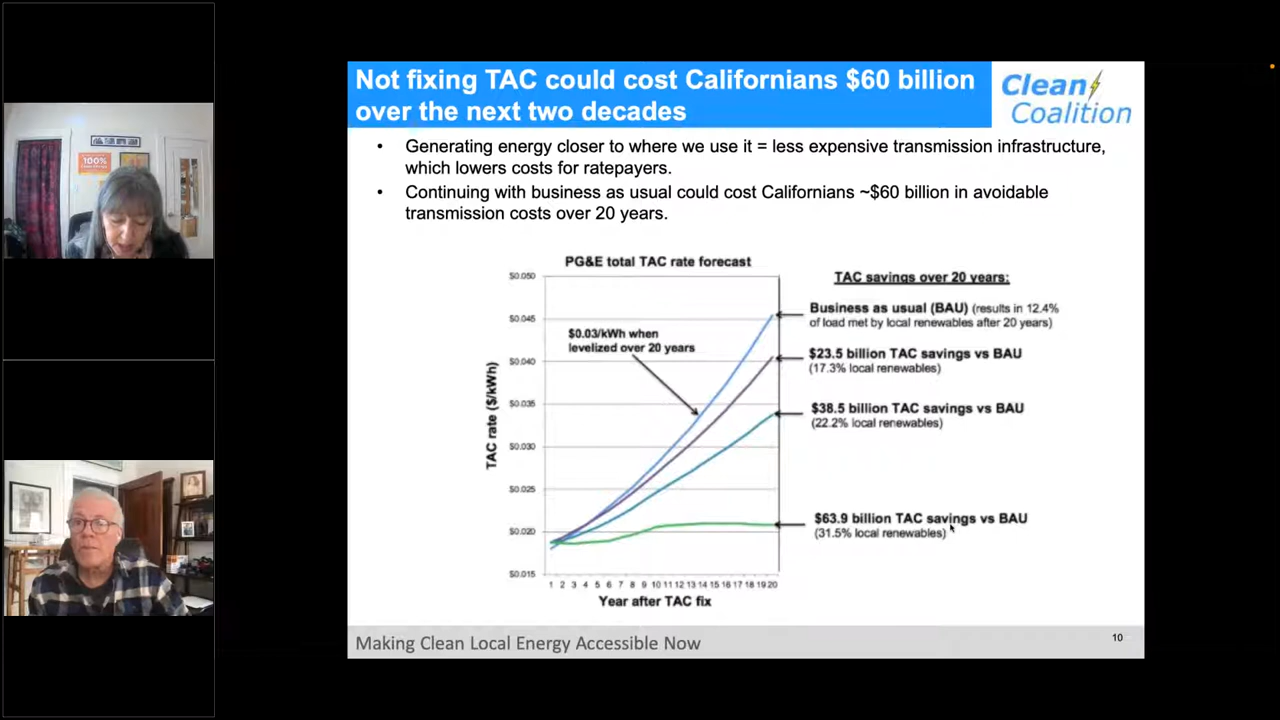 Not fixing TAC could cost Californians $60 billion
over the next two decades
Clean
Coalition
• Generating energy closer to where we use it = less expensive transmission infrastructure,
which lowers costs for ratepayers.
• Continuing with business as usual could cost Californians ~$60 billion in avoidable
transmission costs over 20 years.
PG&E total TAC rate forecast
TAC savings over 20 years:
$0.050
$0.045
$0.040
$0.035
$0.030
$0.025
$0.020
$0.015
TAC rate ($/kWh)
$0.03/kWh when
levelized over 20 years
Business as usual (BAU) (results in 12.4%
of load met by local renewables after 20 years)
$23.5 billion TAC savings vs BAU
(17.3% local renewables)
$38.5 billion TAC savings vs BAU
(22.2% local renewables)
$63.9 billion TAC savings vs BAU
(31.5% local renewables)
1 2 3 4 5 6 7 8 9 10 11 12 13 14 15 16 17 18 19 20
Year after TAC fix
Making Clean Local Energy Accessible Now
10
100%